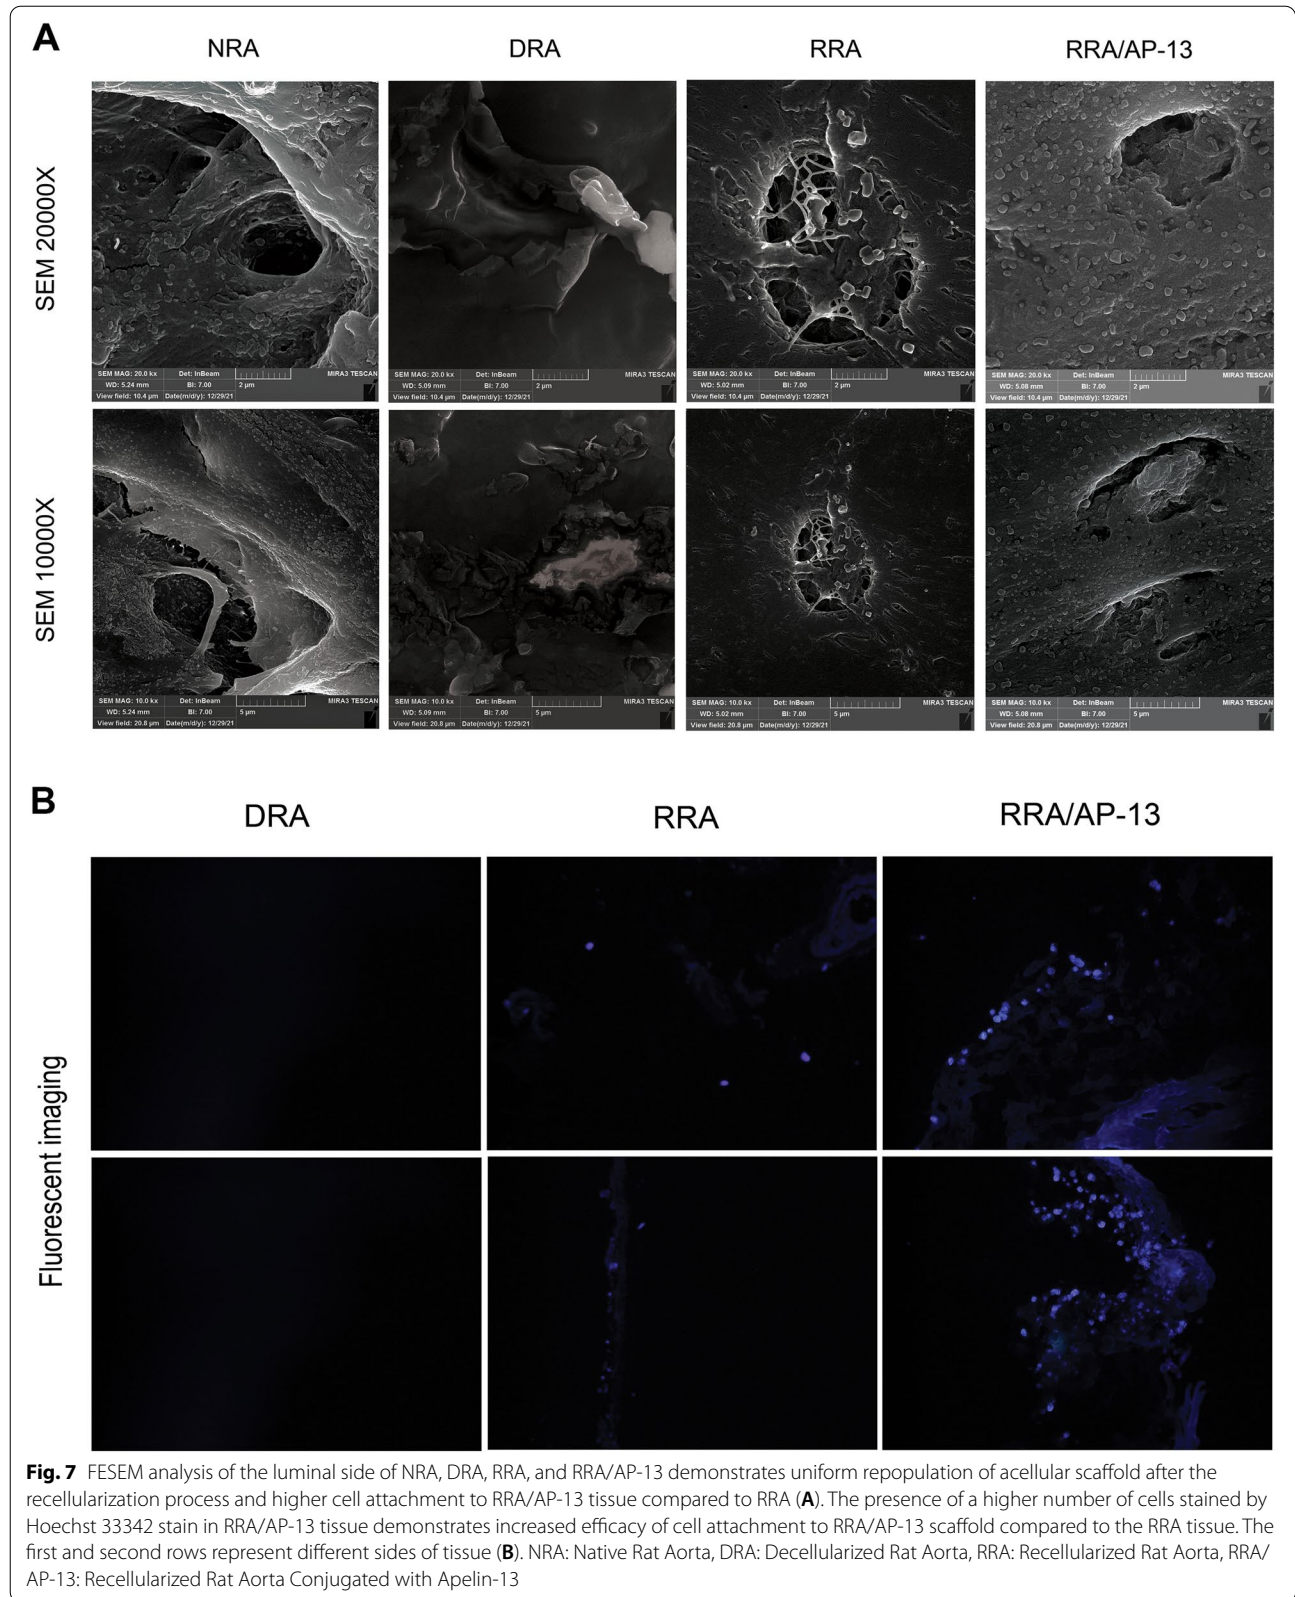 A
NRA
DRA
RRA
RRA/AP-13
SEM 20000X
SEM MAG: 20.0 kx
Det: InBeam
MIRA3 TESCAN
WD: 5.24 mm
BI: 7.00
2 µm
View field: 10.4 µm
Date(m/d/y): 12/29/21
SEM MAG: 20.0 kx
Det: InBeam
MIRA3 TESCAN
WD: 5.09 mm
BI: 7.00
2 µm
View field: 10.4 µm
Date(m/d/y): 12/29/21
SEM MAG: 20.0 kx
Det: InBeam
MIRA3 TESCAN
WD: 5.02 mm
BI: 7.00
2 µm
View field: 10.4 µm
Date(m/d/y): 12/29/21
SEM MAG: 20.0 kx
Det: InBeam
MIRA3 TESCAN
WD: 5.08 mm
BI: 7.00
2 µm
View field: 10.4 µm
Date(m/d/y): 12/29/21
SEM 10000X
SEM MAG: 10.0 kx
Det: InBeam
MIRA3 TESCAN
WD: 5.24 mm
BI: 7.00
5 µm
View field: 20.8 µm
Date(m/d/y): 12/29/21
SEM MAG: 10.0 kx
Det: InBeam
MIRA3 TESCAN
WD: 5.09 mm
BI: 7.00
5 µm
View field: 20.8 µm
Date(m/d/y): 12/29/21
SEM MAG: 10.0 kx
Det: InBeam
MIRA3 TESCAN
WD: 5.02 mm
BI: 7.00
5 µm
View field: 20.8 µm
Date(m/d/y): 12/29/21
SEM MAG: 10.0 kx
Det: InBeam
MIRA3 TESCAN
WD: 5.08 mm
BI: 7.00
5 µm
View field: 20.8 µm
Date(m/d/y): 12/29/21
B
DRA
RRA
RRA/AP-13
Fluorescent imaging
Fig. 7 FESEM analysis of the luminal side of NRA, DRA, RRA, and RRA/AP-13 demonstrates uniform repopulation of acellular scaffold after the
recellularization process and higher cell attachment to RRA/AP-13 tissue compared to RRA (A). The presence of a higher number of cells stained by
Hoechst 33342 stain in RRA/AP-13 tissue demonstrates increased efficacy of cell attachment to RRA/AP-13 scaffold compared to the RRA tissue. The
first and second rows represent different sides of tissue (B). NRA: Native Rat Aorta, DRA: Decellularized Rat Aorta, RRA: Recellularized Rat Aorta, RRA/
AP-13: Recellularized Rat Aorta Conjugated with Apelin-13